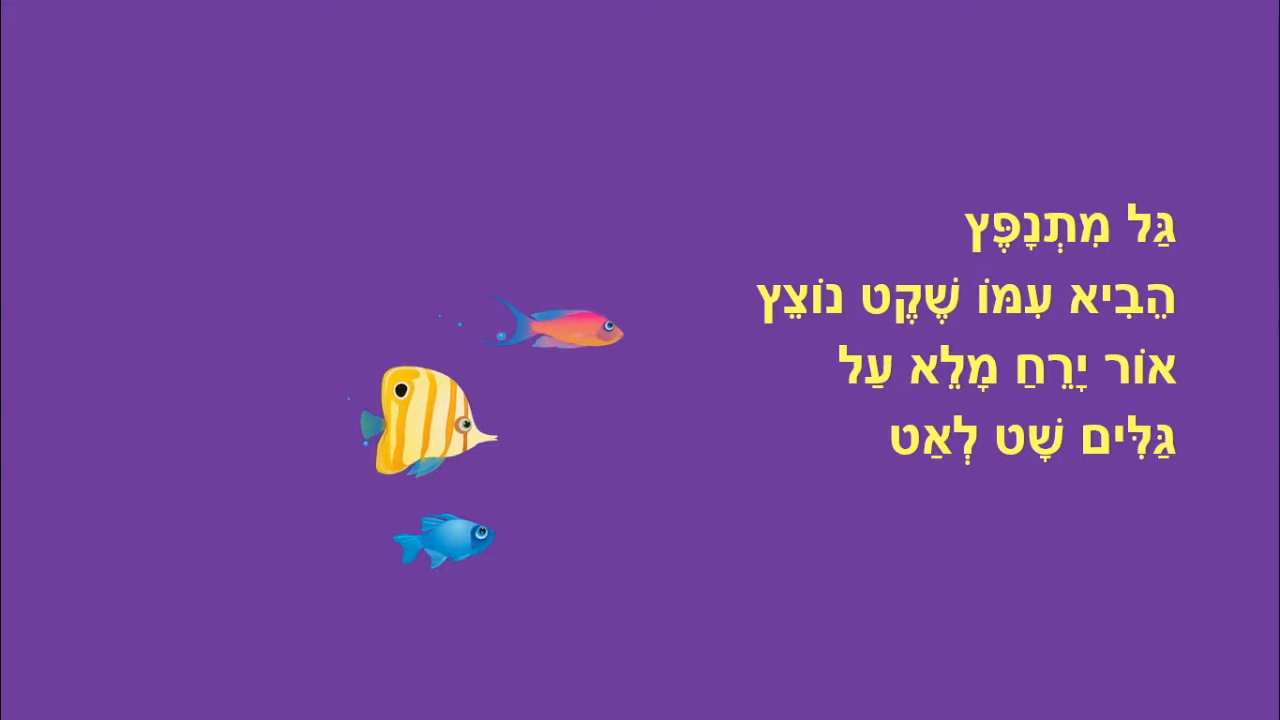 גַּל מִתְנָפֶּץ
הֵבִיא עִמּוֹ שֶׁקֶט נוֹצֵץ
אוֹר יָרֵחַ מָלֵא עַל
גַּלִּים שָׁט לְאַט